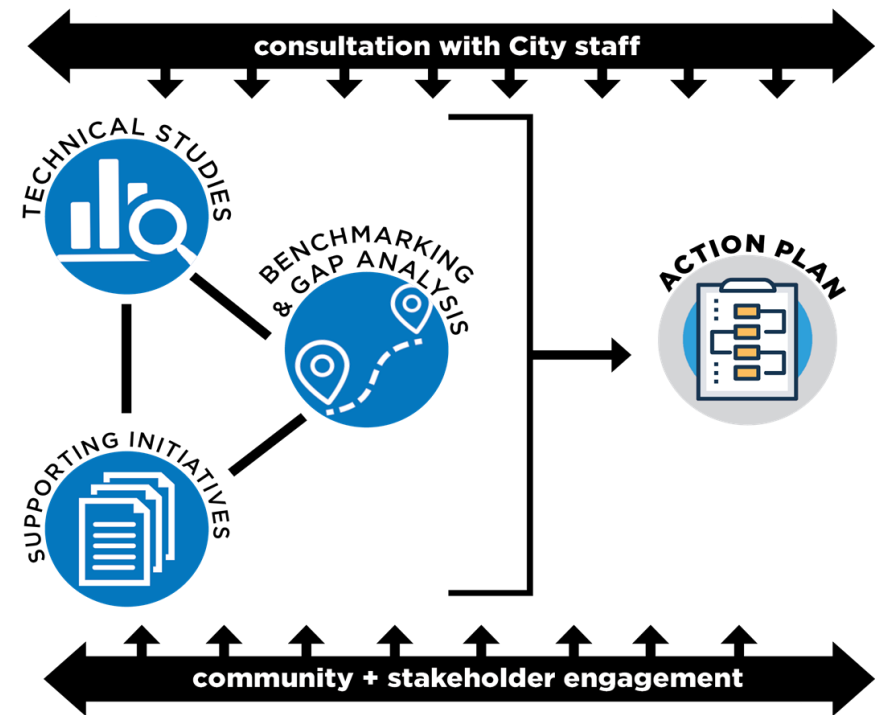 consultation with City staff
TECHNICAL STUDIES
BENCHMARKING
& GAP ANALYSIS
ACTION PLAN
SUPPORTING INITIATIVES
community + stakeholder engagement